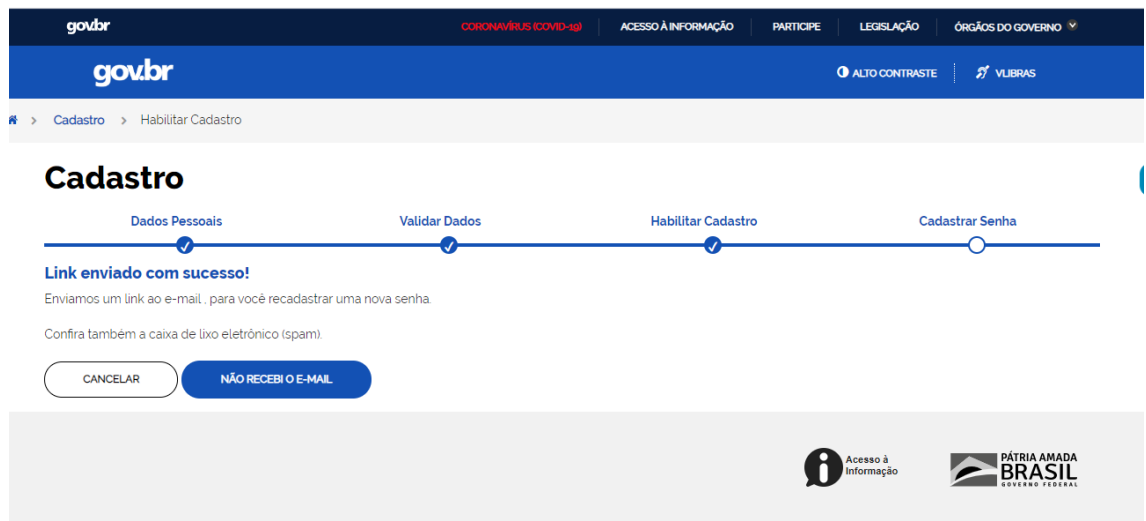 gov.br
CORONAVÍRUS (COVID-19) ACESSO À INFORMAÇÃO PARTICIPE LEGISLAÇÃO ÓRGÃOS DO GOVERNO
gov.br
ALTO CONTRASTE VLIBRAS
> Cadastro > Habilitar Cadastro
Cadastro
Dados Pessoais Validar Dados Habilitar Cadastro Cadastrar Senha
Link enviado com sucesso!
Enviamos um link ao e-mail , para você recadastrar uma nova senha.
Confira também a caixa de lixo eletrônico (spam).
CANCELAR NÃO RECEBI O E-MAIL
Acesso à
Informação
PÁTRIA AMADA
BRASIL
GOVERNO FEDERAL